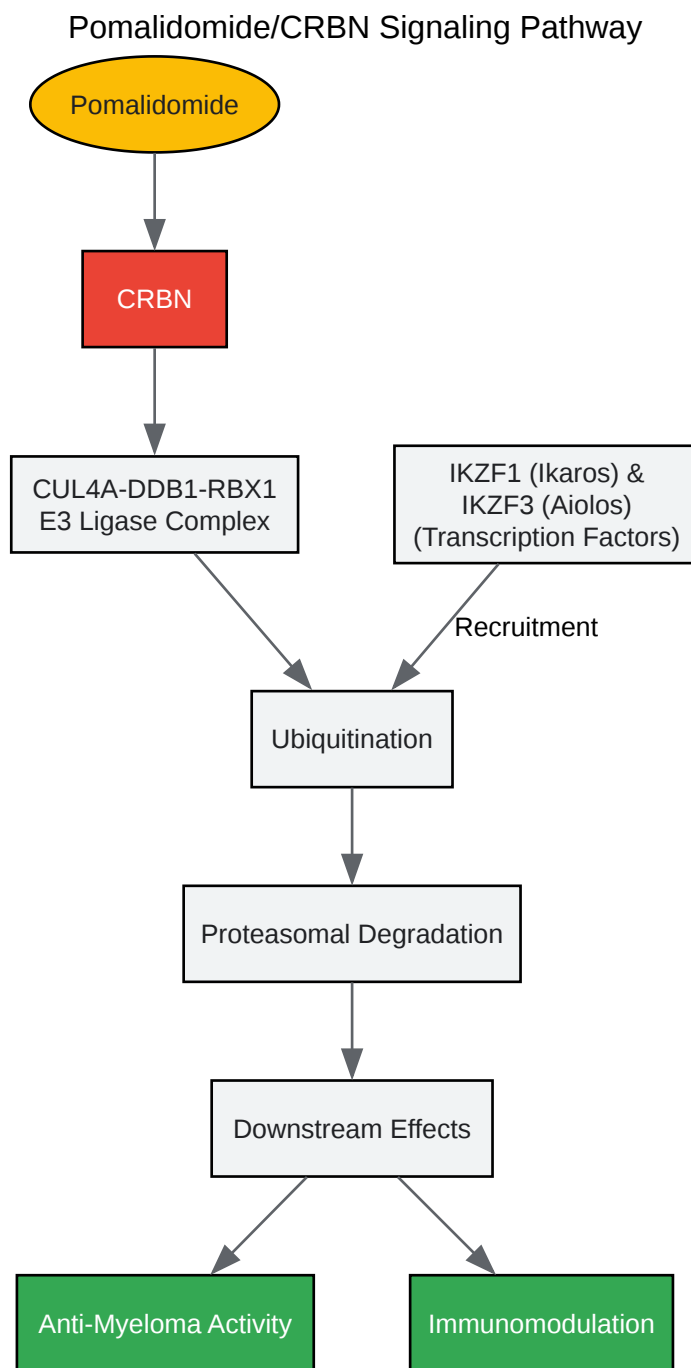 Pomalidomide/CRBN Signaling Pathway
Pomalidomide
CRBN
CUL4A-DDB1-RBX1
E3 Ligase Complex
IKZF1 (Ikaros) &
IKZF3 (Aiolos)
(Transcription Factors)
Recruitment
Ubiquitination
Proteasomal Degradation
Downstream Effects
Anti-Myeloma Activity
Immunomodulation